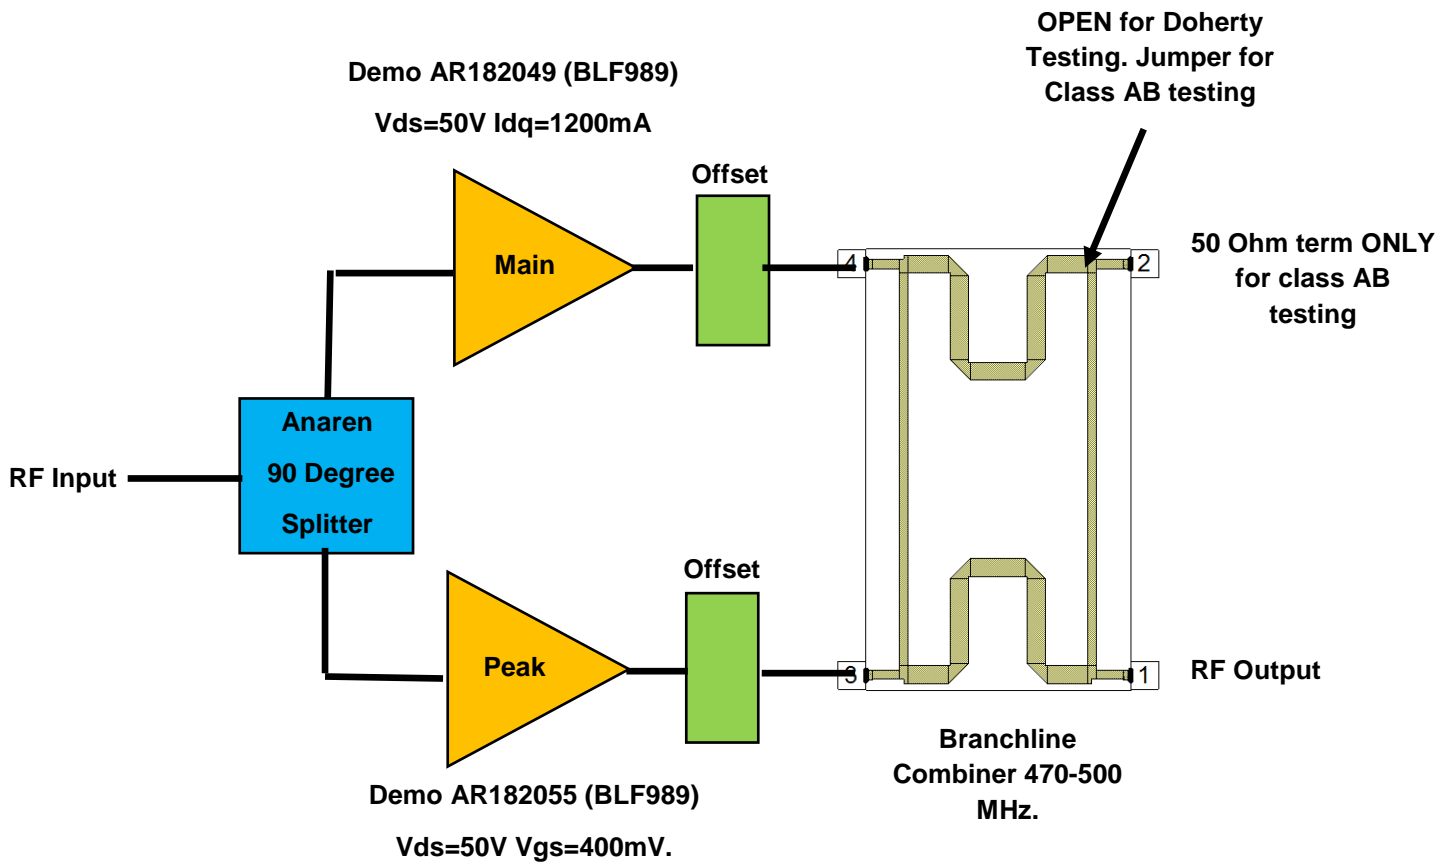 OPEN for Doherty
Testing. Jumper for
Class AB testing
Demo AR182049 (BLF989)
Vds=50V Idq=1200mA
Offset
Main
4
2
50 Ohm term ONLY
for class AB
testing
Anaren
90 Degree
Splitter
RF Input
Offset
Peak
3
1
RF Output
Branchline
Combiner 470-500
MHz.
Demo AR182055 (BLF989)
Vds=50V Vgs=400mV.